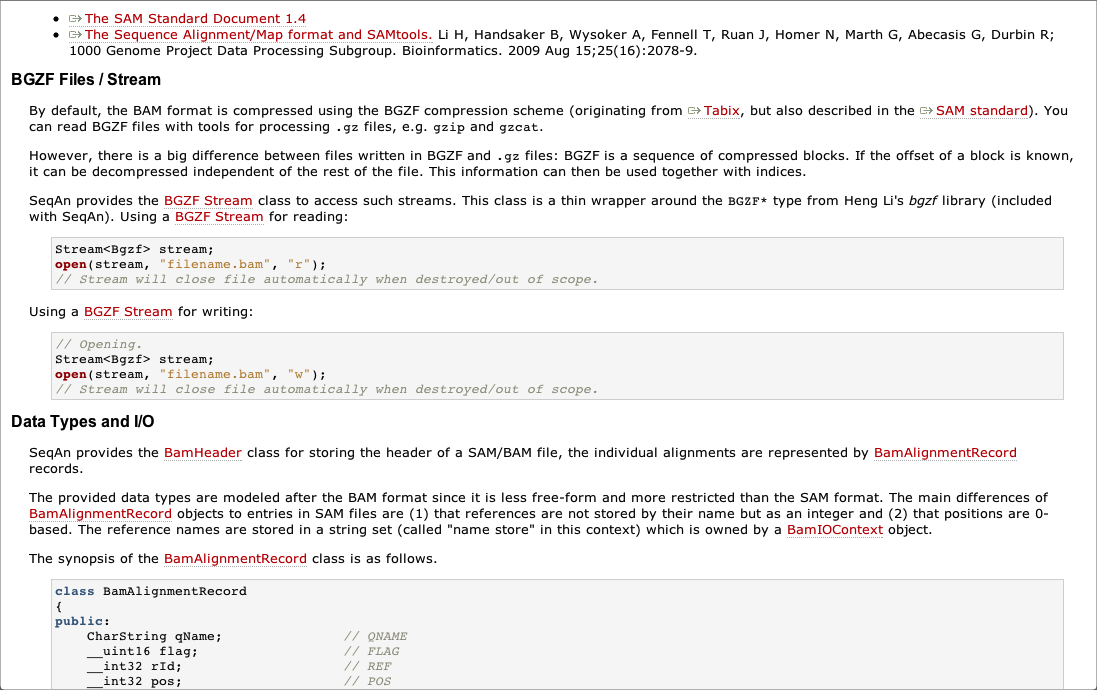 • The SAM Standard Document 1.4
• The Sequence Alignment/Map format and SAMtools. Li H, Handsaker B, Wysoker A, Fennell T, Ruan J, Homer N, Marth G, Abecasis G, Durbin R;
1000 Genome Project Data Processing Subgroup. Bioinformatics. 2009 Aug 15;25(16):2078-9.
BGZF Files / Stream
By default, the BAM format is compressed using the BGZF compression scheme (originating from Tabix, but also described in the SAM standard). You
can read BGZF files with tools for processing .gz files, e.g. gzip and gzcat.
However, there is a big difference between files written in BGZF and .gz files: BGZF is a sequence of compressed blocks. If the offset of a block is known,
it can be decompressed independent of the rest of the file. This information can then be used together with indices.
SeqAn provides the BGZF Stream class to access such streams. This class is a thin wrapper around the BGZF* type from Heng Li's bgzf library (included
with SeqAn). Using a BGZF Stream for reading:
Stream<Bgzf> stream;
open(stream, "filename.bam", "r");
// Stream will close file automatically when destroyed/out of scope.
Using a BGZF Stream for writing:
// Opening.
Stream<Bgzf> stream;
open(stream, "filename.bam", "w");
// Stream will close file automatically when destroyed/out of scope.
Data Types and I/O
SeqAn provides the BamHeader class for storing the header of a SAM/BAM file, the individual alignments are represented by BamAlignmentRecord
records.
The provided data types are modeled after the BAM format since it is less free-form and more restricted than the SAM format. The main differences of
BamAlignmentRecord objects to entries in SAM files are (1) that references are not stored by their name but as an integer and (2) that positions are 0-
based. The reference names are stored in a string set (called "name store" in this context) which is owned by a BamIOContext object.
The synopsis of the BamAlignmentRecord class is as follows.
class BamAlignmentRecord
{
public:
    CharString qName;               // QNAME
    __uint16 flag;                  // FLAG
    __int32 rId;                    // REF
    __int32 pos;                    // POS